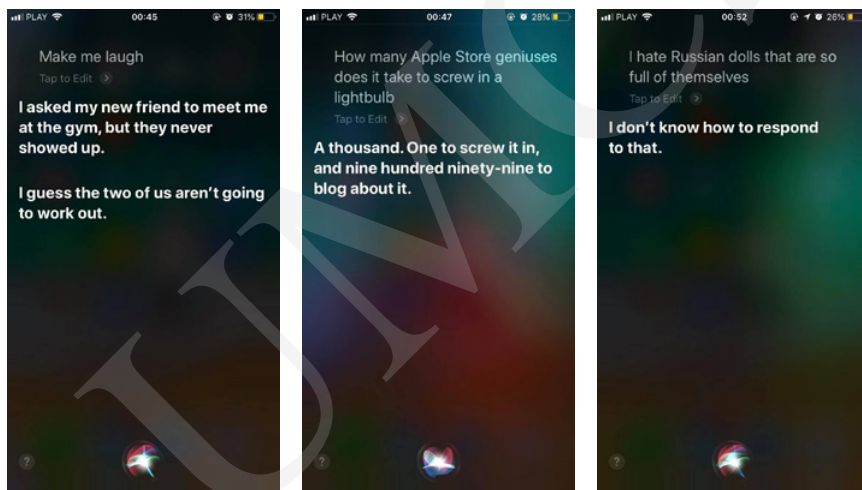 PLAY 00:45 31%
Make me laugh
Tap to Edit
I asked my new friend to meet me
at the gym, but they never
showed up.
I guess the two of us aren't going
to work out.
?
PLAY 00:47 28%
How many Apple Store geniuses
does it take to screw in a
lightbulb
Tap to Edit
A thousand. One to screw it in,
and nine hundred ninety-nine to
blog about it.
?
PLAY 00:52 26%
I hate Russian dolls that are so
full of themselves
Tap to Edit
I don't know how to respond
to that.
?